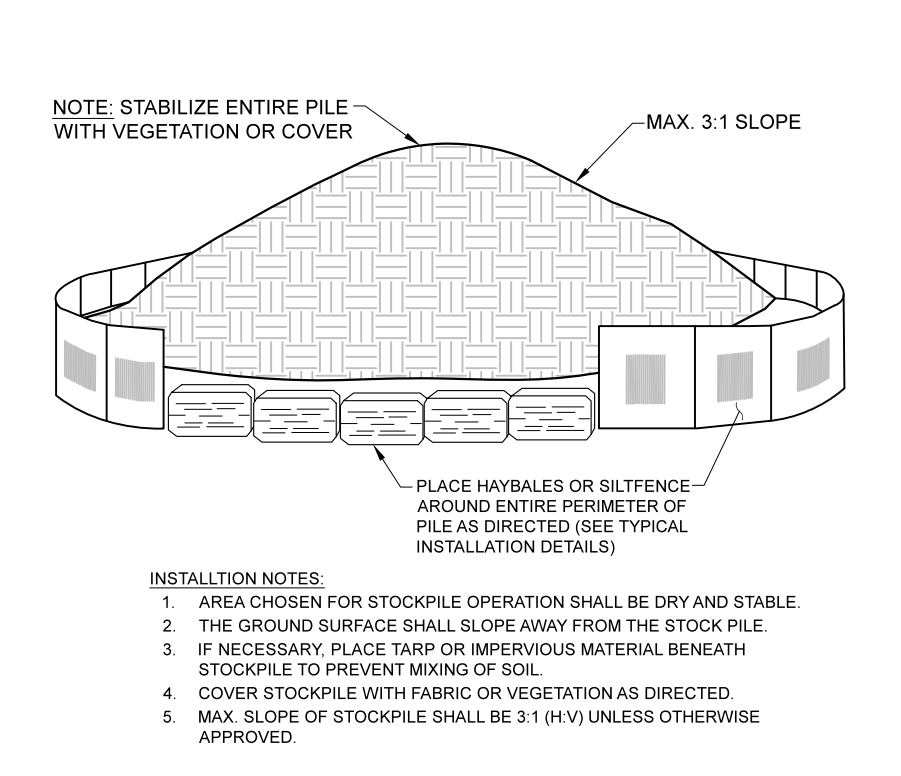 NOTE: STABILIZE ENTIRE PILE
WITH VEGETATION OR COVER
MAX. 3:1 SLOPE
PLACE HAYBALES OR SILTFENCE
AROUND ENTIRE PERIMETER OF
PILE AS DIRECTED (SEE TYPICAL
INSTALLATION DETAILS)
INSTALLTION NOTES:
1. AREA CHOSEN FOR STOCKPILE OPERATION SHALL BE DRY AND STABLE.
2. THE GROUND SURFACE SHALL SLOPE AWAY FROM THE STOCK PILE.
3. IF NECESSARY, PLACE TARP OR IMPERVIOUS MATERIAL BENEATH
STOCKPILE TO PREVENT MIXING OF SOIL.
4. COVER STOCKPILE WITH FABRIC OR VEGETATION AS DIRECTED.
5. MAX. SLOPE OF STOCKPILE SHALL BE 3:1 (H:V) UNLESS OTHERWISE
APPROVED.